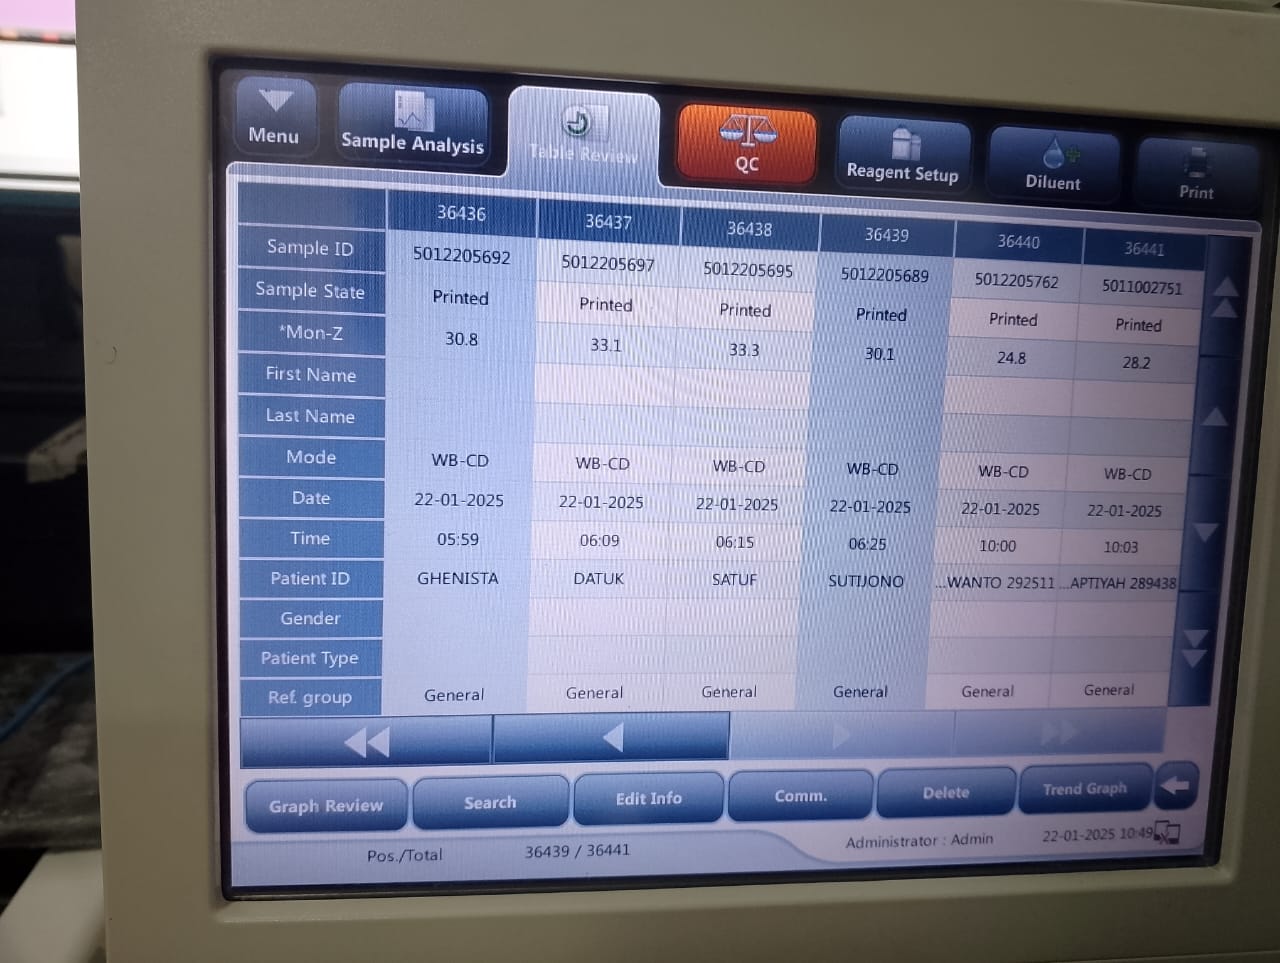 Menu
Sample Analysis
Table Review
QC
Reagent Setup
Diluent
Print
36436 36437 36438 36439 36440 36441
Sample ID 5012205692 5012205697 5012205695 5012205689 5012205762 5011002751
Sample State Printed Printed Printed Printed Printed Printed
*Mon-Z 30.8 33.1 33.3 30.1 24.8 28.2
First Name
Last Name
Mode WB-CD WB-CD WB-CD WB-CD WB-CD WB-CD
Date 22-01-2025 22-01-2025 22-01-2025 22-01-2025 22-01-2025 22-01-2025
Time 05:59 06:09 06:15 06:25 10:00 10:03
Patient ID GHENISTA DATUK SATUF SUTIJONO ...WANTO 292511 ...APTIYAH 289438
Gender
Patient Type
Ref. group General General General General General General
Graph Review Search Edit Info Comm. Delete Trend Graph
Pos./Total 36439 / 36441 Administrator : Admin 22-01-2025 10:49